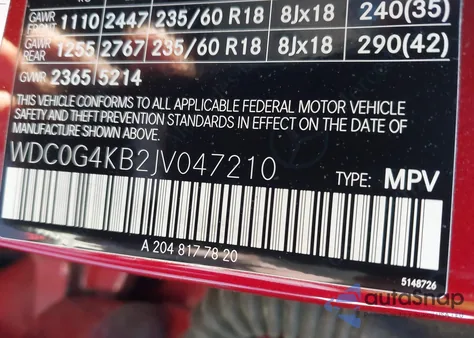 GAWR FRONT 1110 2447 235/60 R18 8Jx18 240(35)
GAWR REAR 1255 2767 235/60 R18 8Jx18 290(42)
GVWR 2365 5214
THIS VEHICLE CONFORMS TO ALL APPLICABLE FEDERAL MOTOR VEHICLE
SAFETY AND THEFT PREVENTION STANDARDS IN EFFECT ON THE DATE OF
MANUFACTURE SHOWN ABOVE.
WDC0G4KB2JV047210 TYPE: MPV
A 204 817 78 20
5148726
autosnap